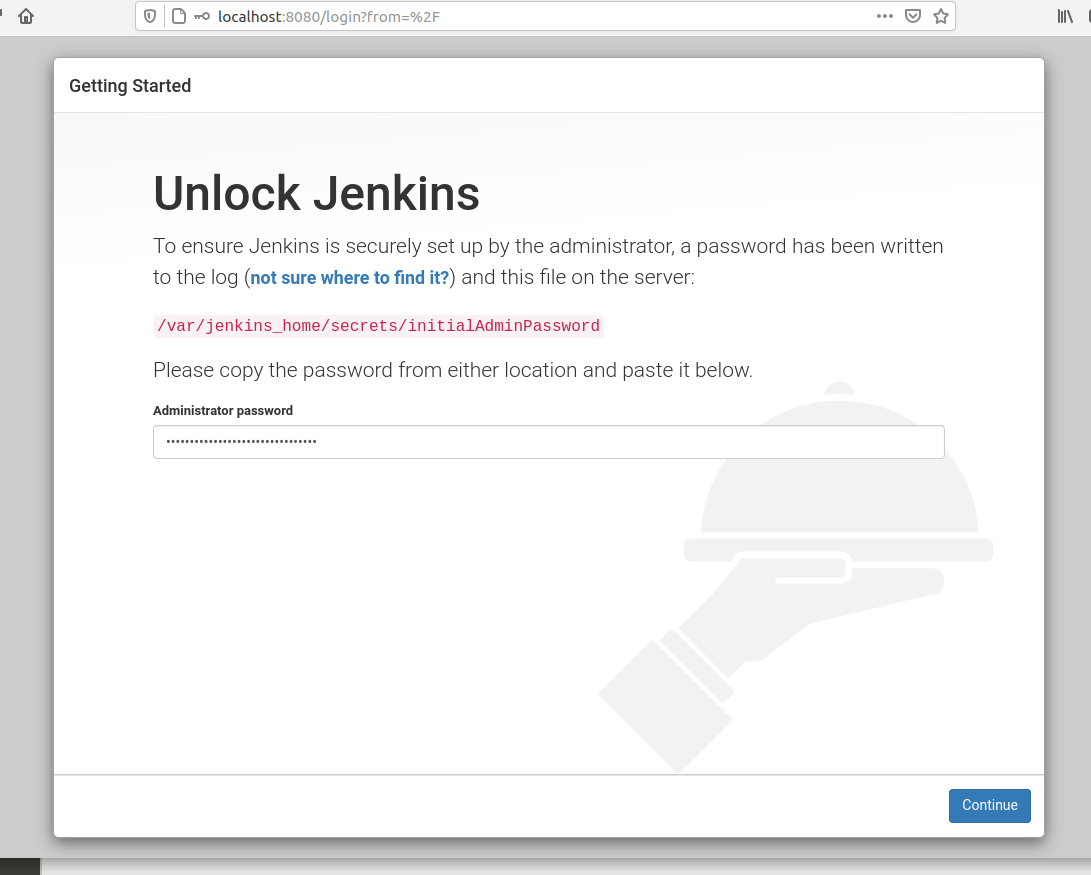 localhost:8080/login?from=%2F
Getting Started
Unlock Jenkins
To ensure Jenkins is securely set up by the administrator, a password has been written
to the log (not sure where to find it?) and this file on the server:
/var/jenkins_home/secrets/initialAdminPassword
Please copy the password from either location and paste it below.
Administrator password
••••••••••••••••••••••••••••••••
Continue